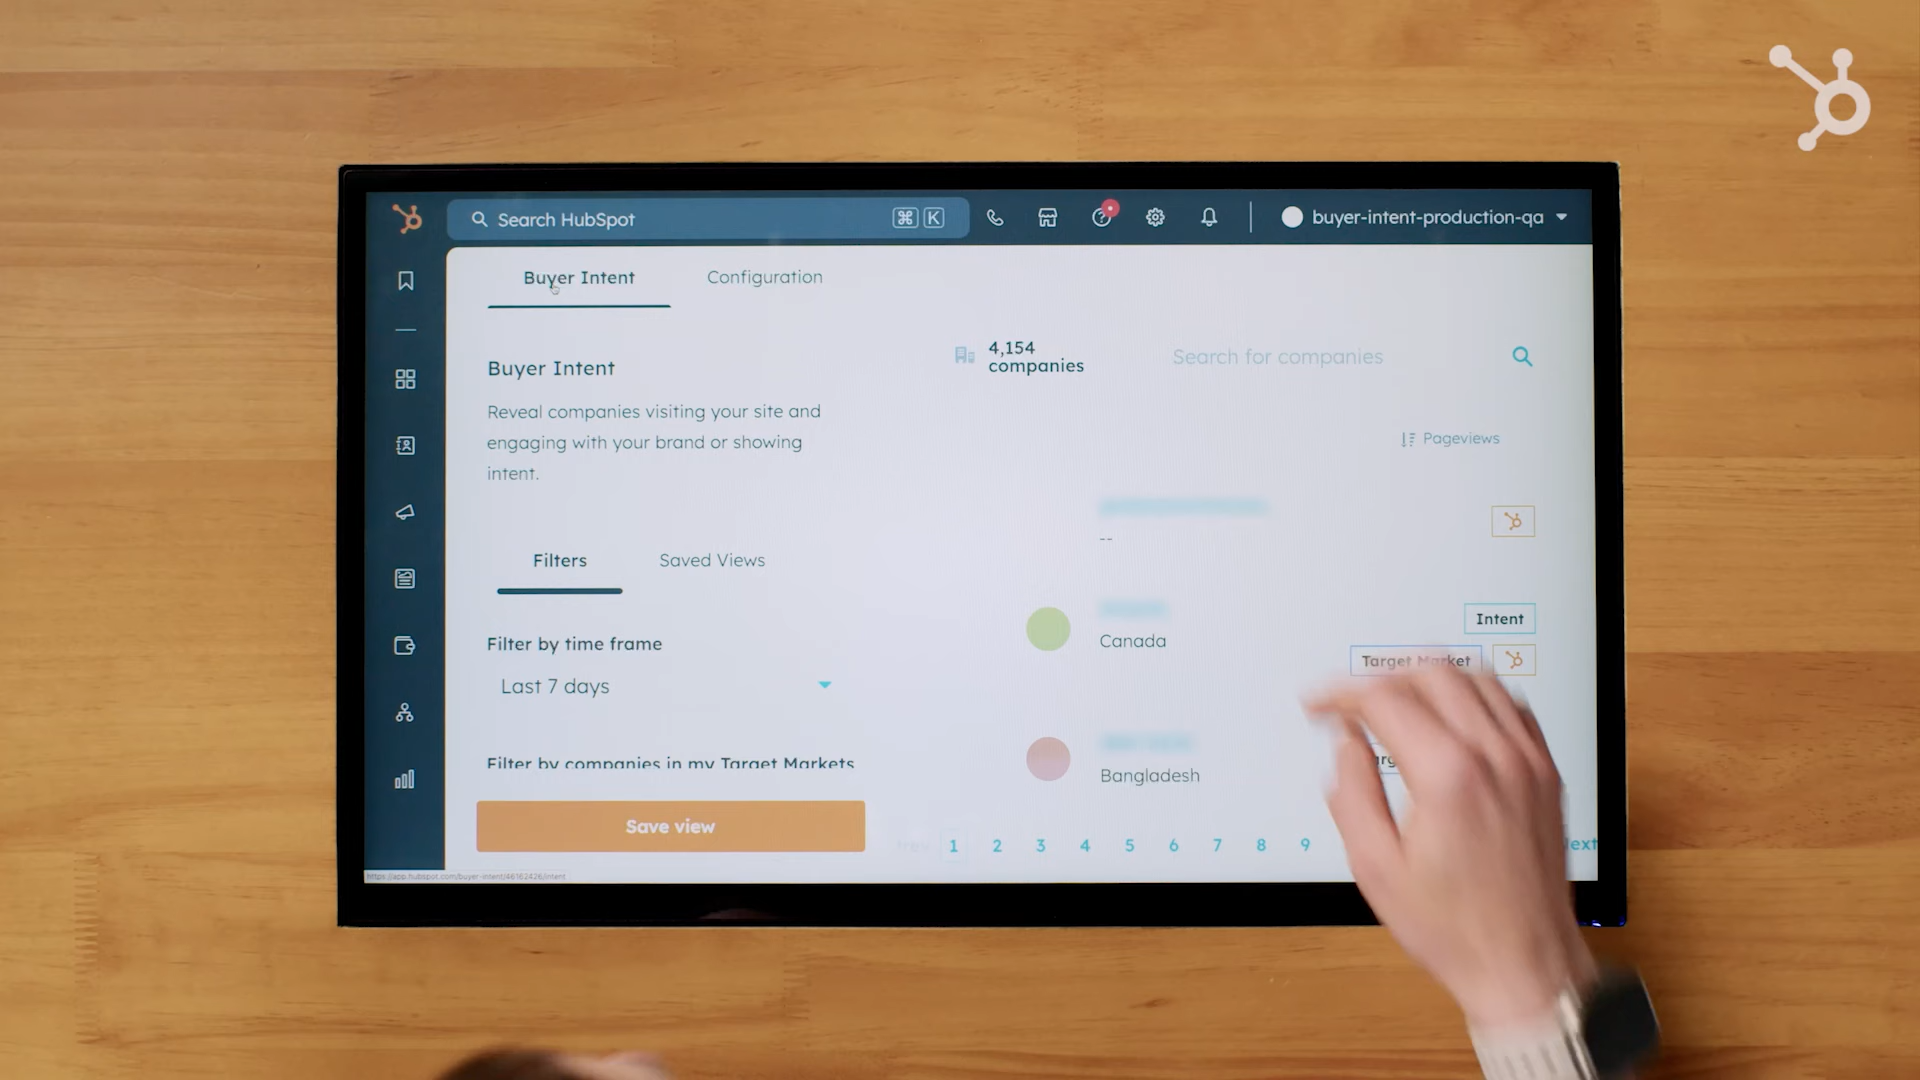 Search HubSpot
⌘ K
buyer-intent-production-qa
Buyer Intent
Configuration
Buyer Intent
Reveal companies visiting your site and
engaging with your brand or showing
intent.
4,154
companies
Search for companies
Pageviews
--
Filters
Saved Views
Intent
Canada
Filter by time frame
Target Market
Last 7 days
Filter by companies in my Target Markets
Bangladesh
Save view
1 2 3 4 5 6 7 8 9